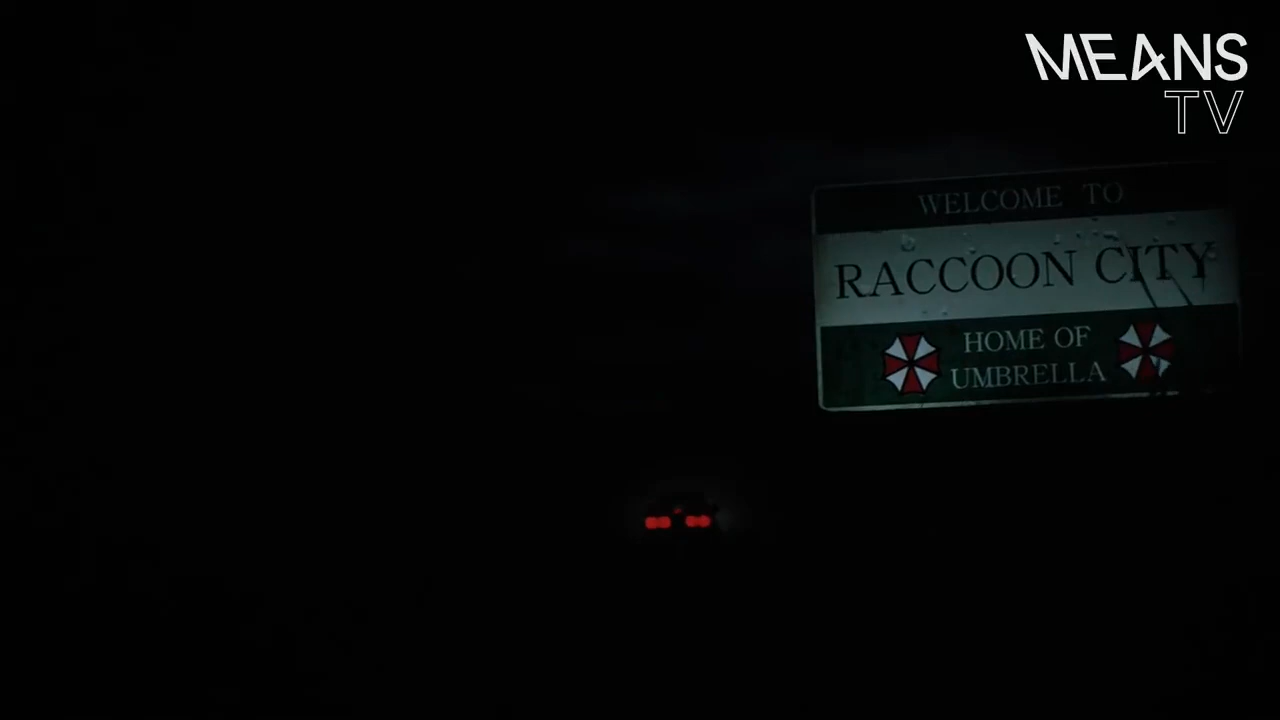 MEANS
TV
WELCOME TO
RACCOON CITY
HOME OF
UMBRELLA